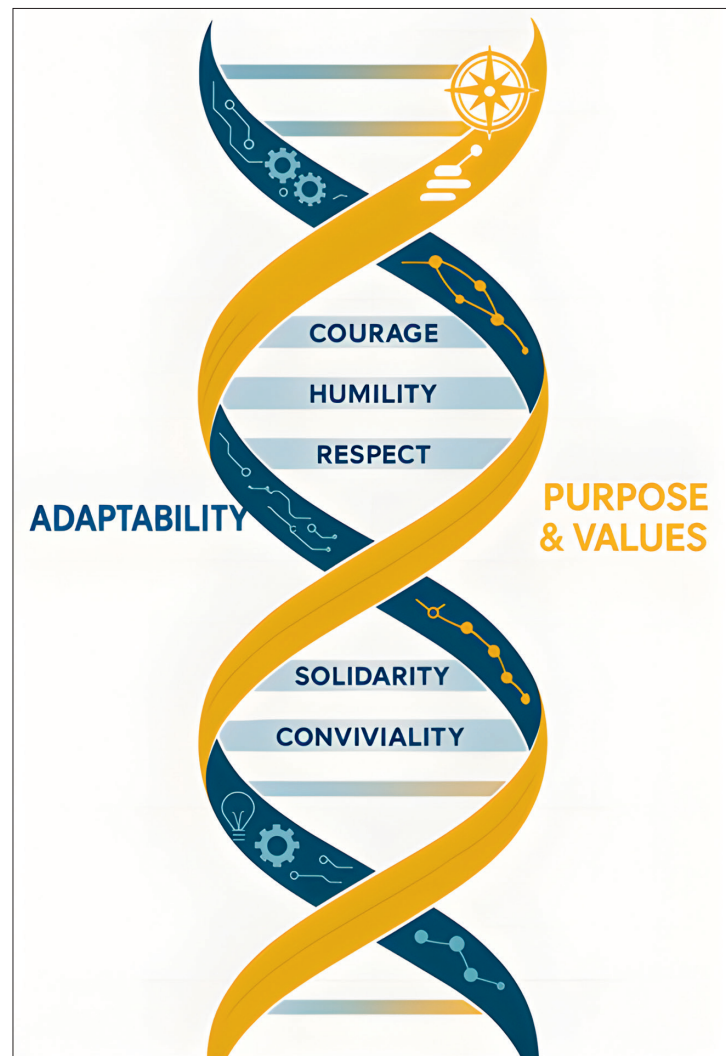 COURAGE
HUMILITY
RESPECT
ADAPTABILITY
PURPOSE
& VALUES
SOLIDARITY
CONVIVIALITY